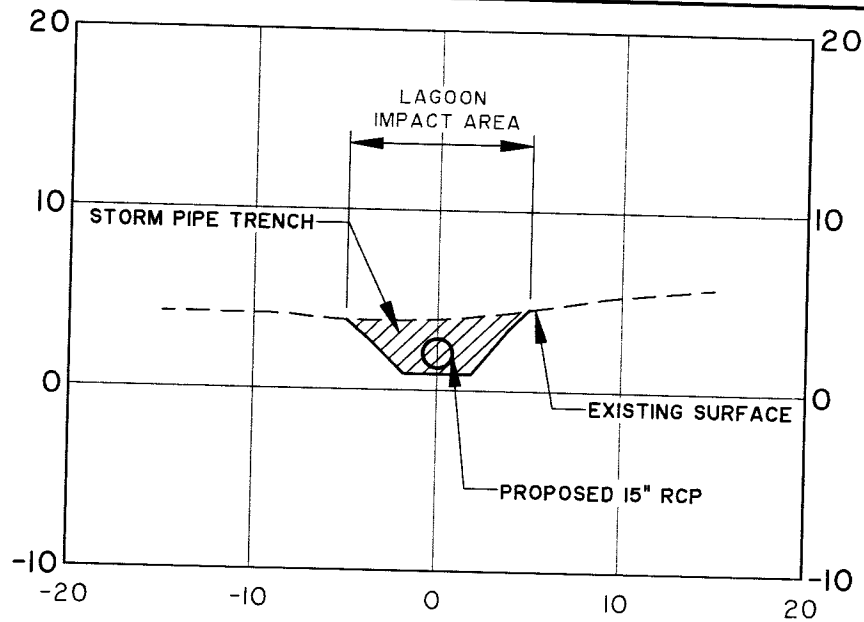 20
20
LAGOON
IMPACT AREA
10
10
STORM PIPE TRENCH
0
0
EXISTING SURFACE
PROPOSED 15" RCP
-10
-10
-20
-10
0
10
20